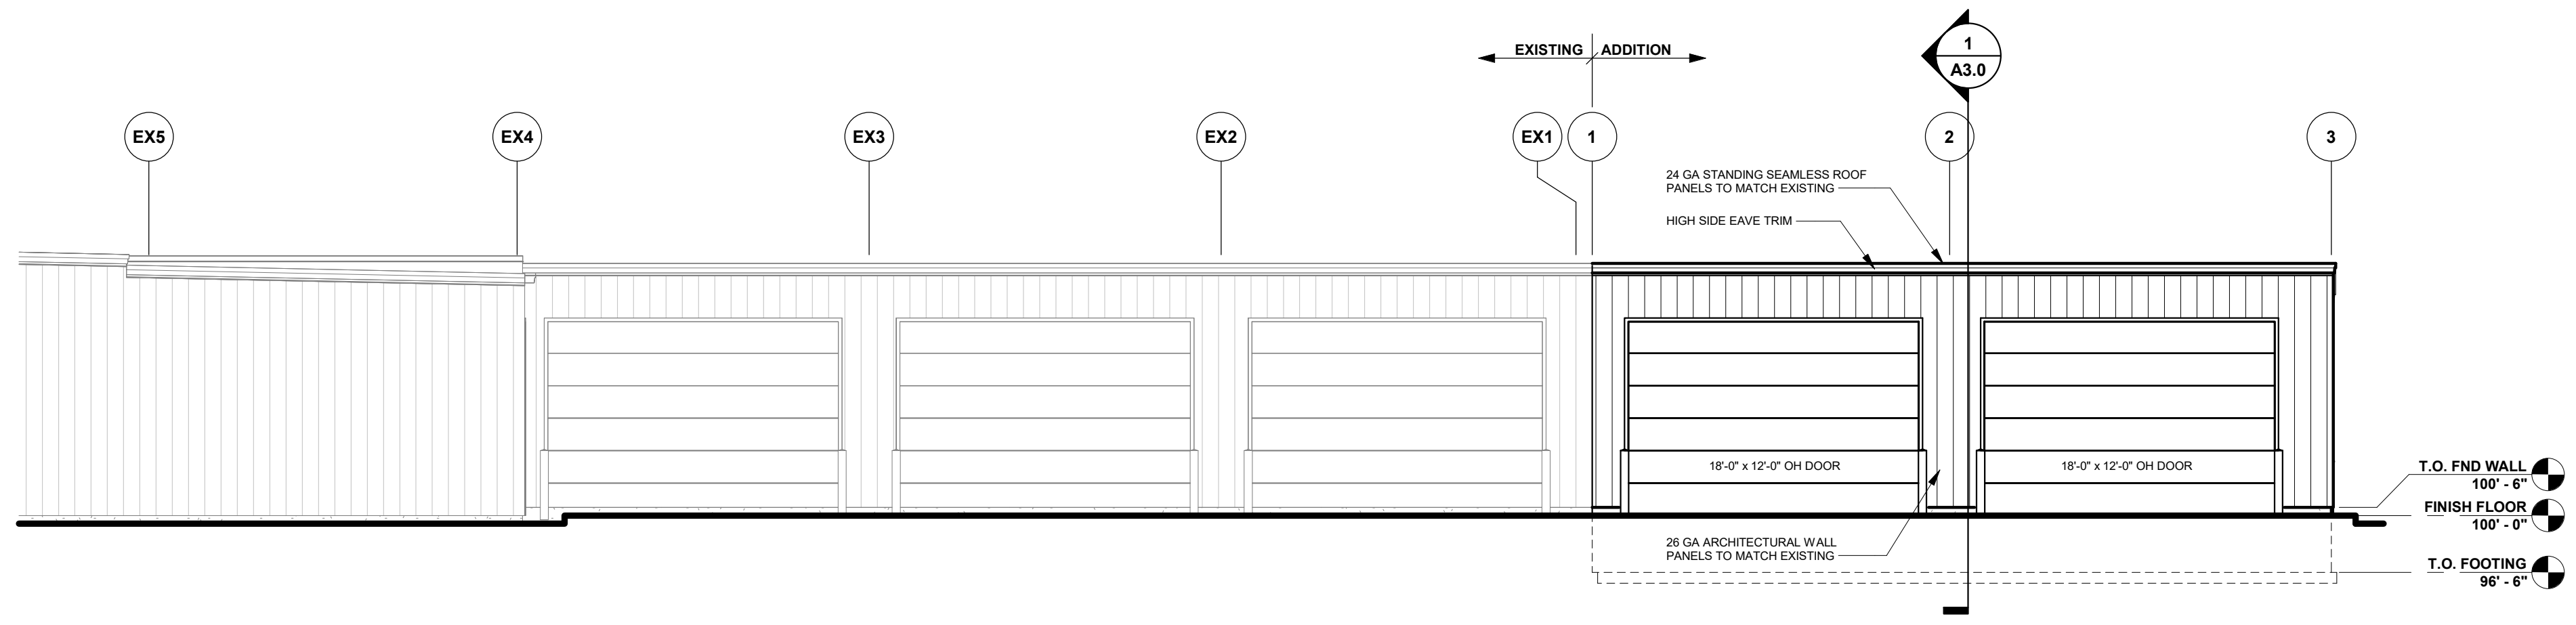 EXISTING
ADDITION
1
A3.0
EX5
EX4
EX3
EX2
EX1
1
2
3
24 GA STANDING SEAMLESS ROOF
PANELS TO MATCH EXISTING
HIGH SIDE EAVE TRIM
18'-0" x 12'-0" OH DOOR
18'-0" x 12'-0" OH DOOR
T.O. FND WALL
100' - 6"
FINISH FLOOR
100' - 0"
26 GA ARCHITECTURAL WALL
PANELS TO MATCH EXISTING
T.O. FOOTING
96' - 6"